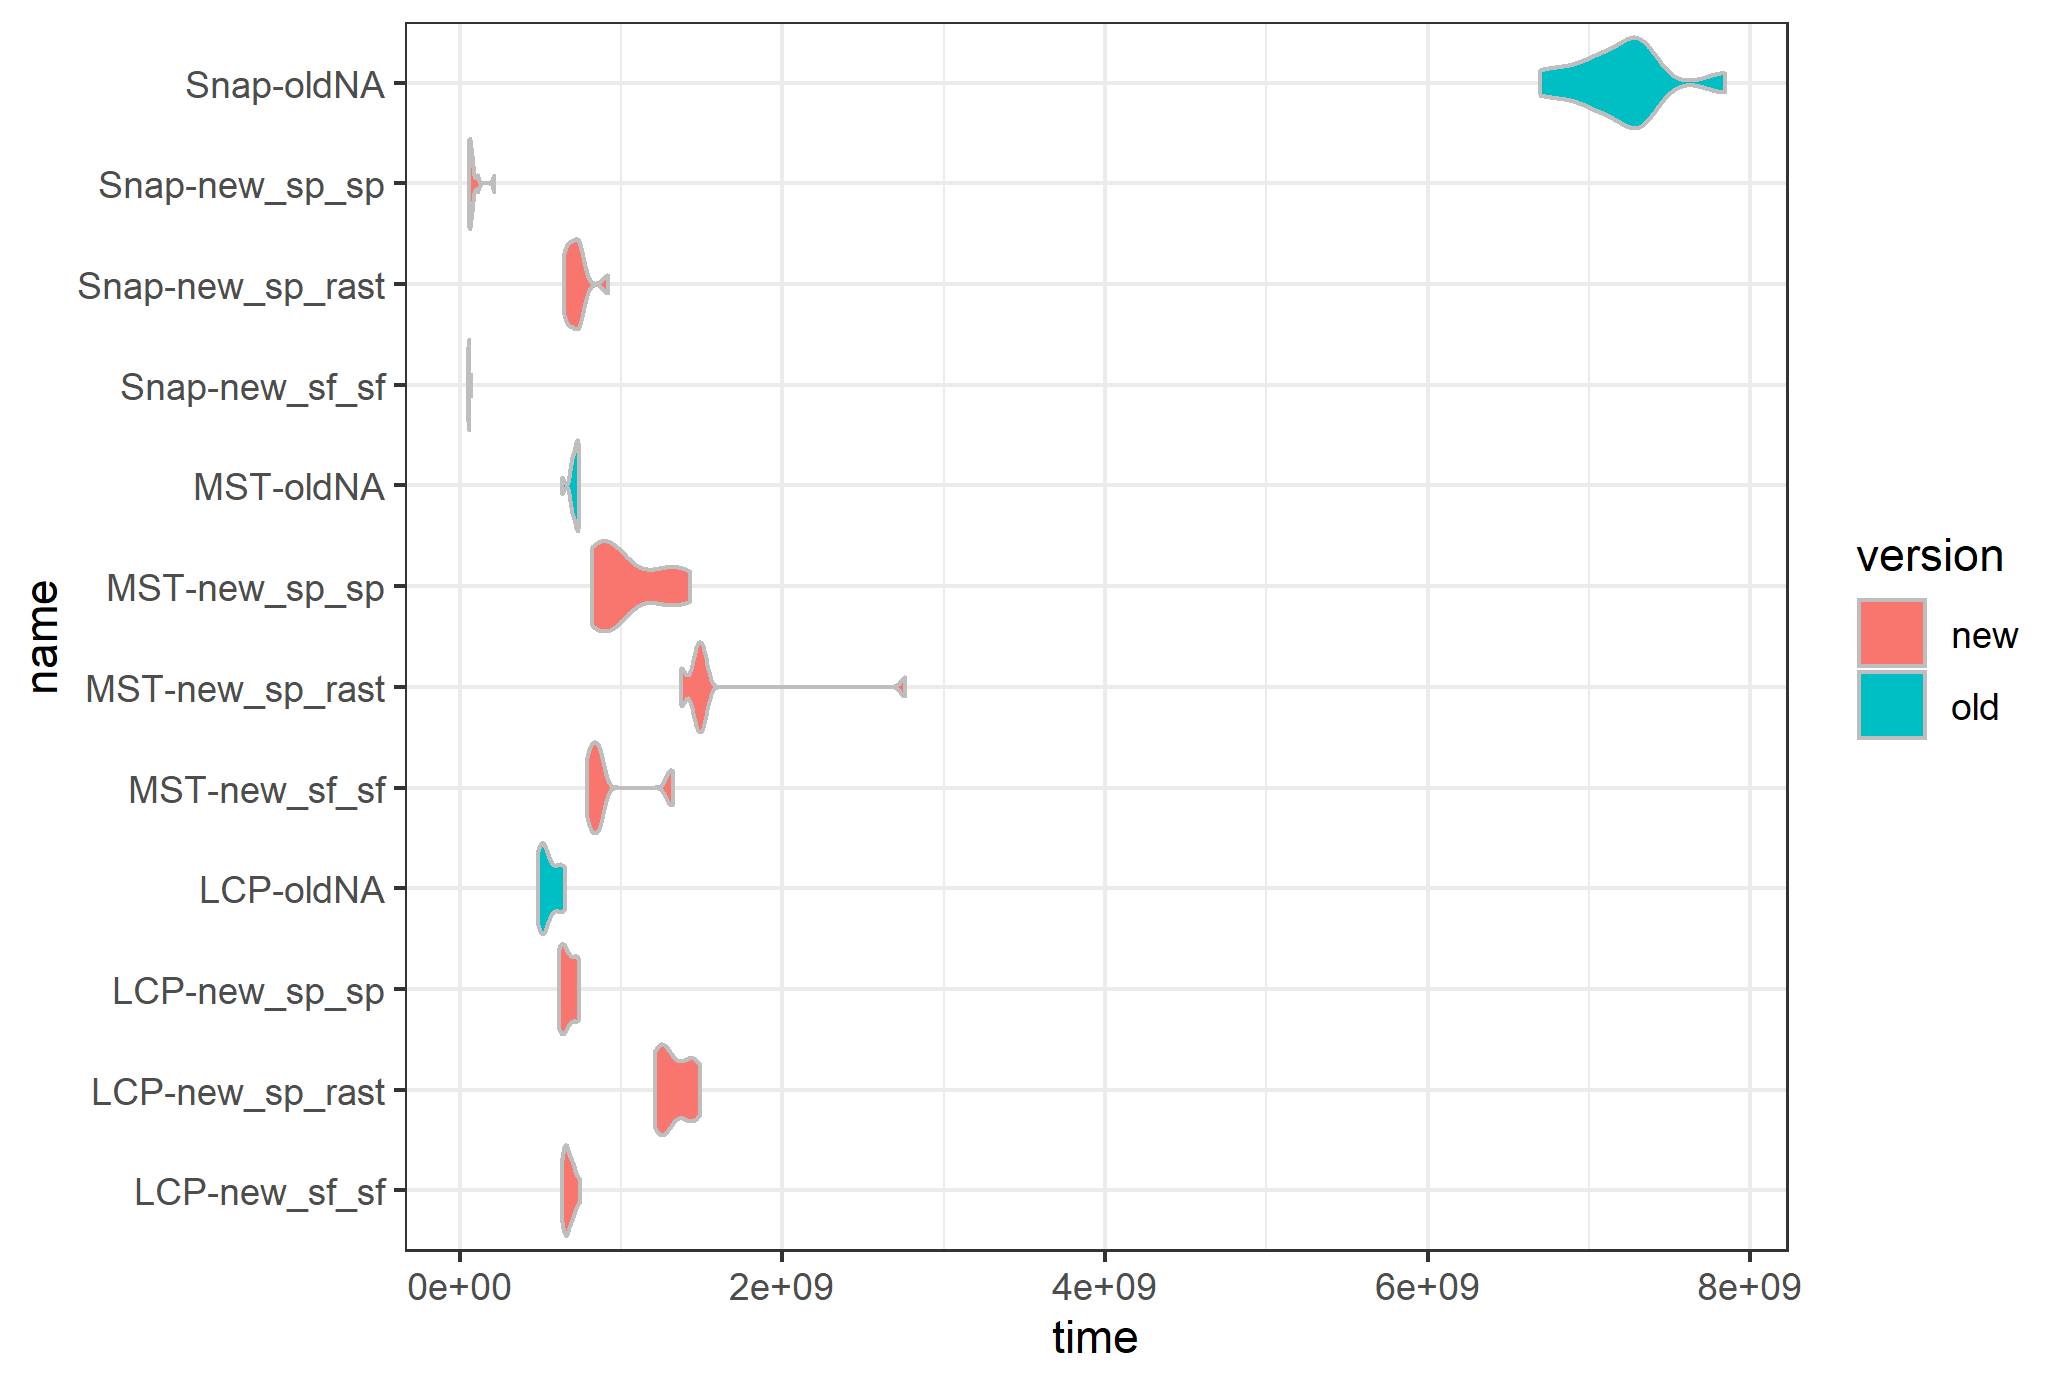 Snap-oldNA
Snap-new_sp_sp
Snap-new_sp_rast
Snap-new_sf_sf
MST-oldNA
MST-new_sp_sp
MST-new_sp_rast
MST-new_sf_sf
LCP-oldNA
LCP-new_sp_sp
LCP-new_sp_rast
LCP-new_sf_sf
name
0e+00 2e+09 4e+09 6e+09 8e+09
time
version
new
old